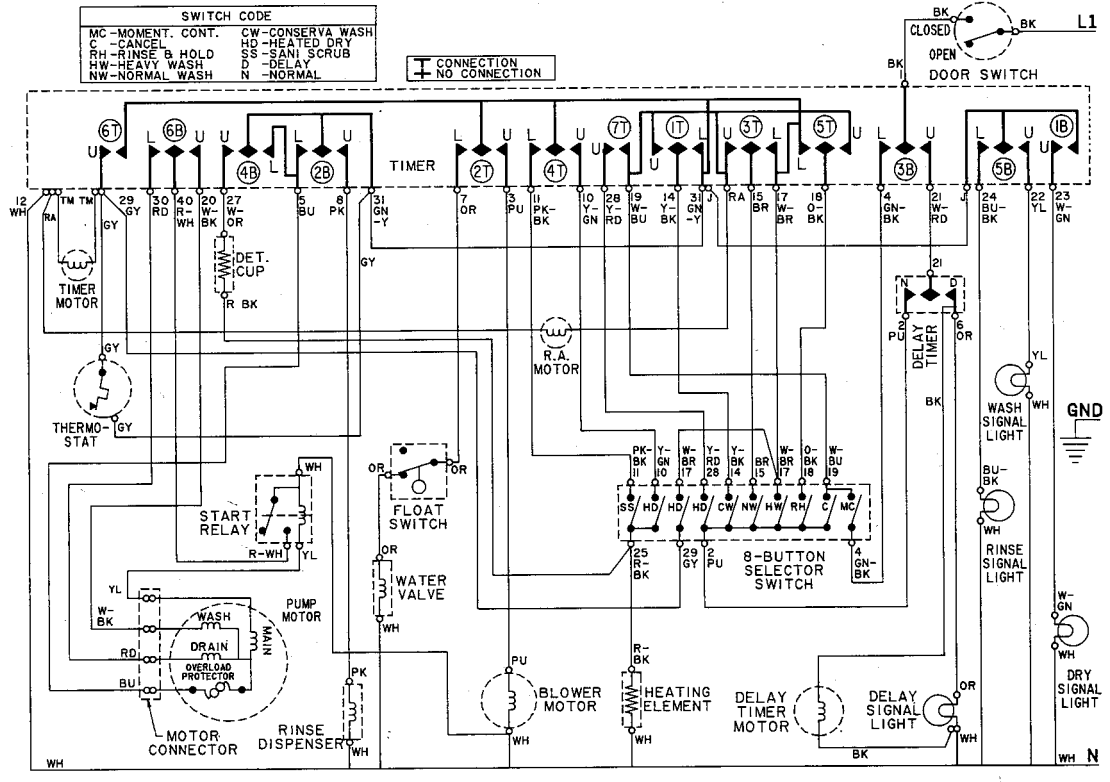 SWITCH CODE
MC -MOMENT. CONT. CW-CONSERVA WASH
C -CANCEL HD -HEATED DRY
RH-RINSE & HOLD SS-SANI SCRUB
HW-HEAVY WASH D -DELAY
NW-NORMAL WASH N -NORMAL
CONNECTION
NO CONNECTION
BK
BK
L1
CLOSED
OPEN
BK
DOOR SWITCH
1
6T L 6B U U L U L U L U 7T 1T L U 3T L 5T U L U L U 1B
U 4B L 2B TIMER 2T 4T U U L 3B 5B
12 WH
RA
TM TM
GY
29 GY
30 RD
40 R-WH
20 W-BK
27 W-OR
5 BU
8 PK
31 GN-Y
7 OR
3 PU
11 PK-BK
10 Y-GN
28 Y-RD
19 W-BU
14 Y-BK
31 GN-Y
J
RA
15 BR
17 W-BR
18 O-BK
4 GN-BK
21 W-RD
J
24 BU-BK
22 YL
23 W-GN
TIMER MOTOR
DET. CUP
R BK
GY
21
N D
2 PU
6 OR
DELAY TIMER
R.A. MOTOR
GY
THERMO-STAT
GY
YL
WH
WASH SIGNAL LIGHT
GND
BK
OR
OR
FLOAT SWITCH
WH
START RELAY
R-WH
YL
PK-BK 11
Y-GN 10
W-BR 17
Y-RD 28
Y-BK 14
BR 15
W-BR 17
O-BK 18
W-BU 19
SS HD HD HD CW NW HW RH C MC
25 R-BK
29 GY
2 PU
8-BUTTON SELECTOR SWITCH
4 GN-BK
BU-BK
WH
RINSE SIGNAL LIGHT
OR
WATER VALVE
WH
YL
W-BK
RD
BU
PUMP MOTOR
WASH
DRAIN
MAIN
OVERLOAD PROTECTOR
MOTOR CONNECTOR
PK
RINSE DISPENSER
WH
PU
BLOWER MOTOR
WH
R-BK
HEATING ELEMENT
WH
DELAY TIMER MOTOR
BK
DELAY SIGNAL LIGHT
OR
WH
W-GN
WH
DRY SIGNAL LIGHT
WH
WH N